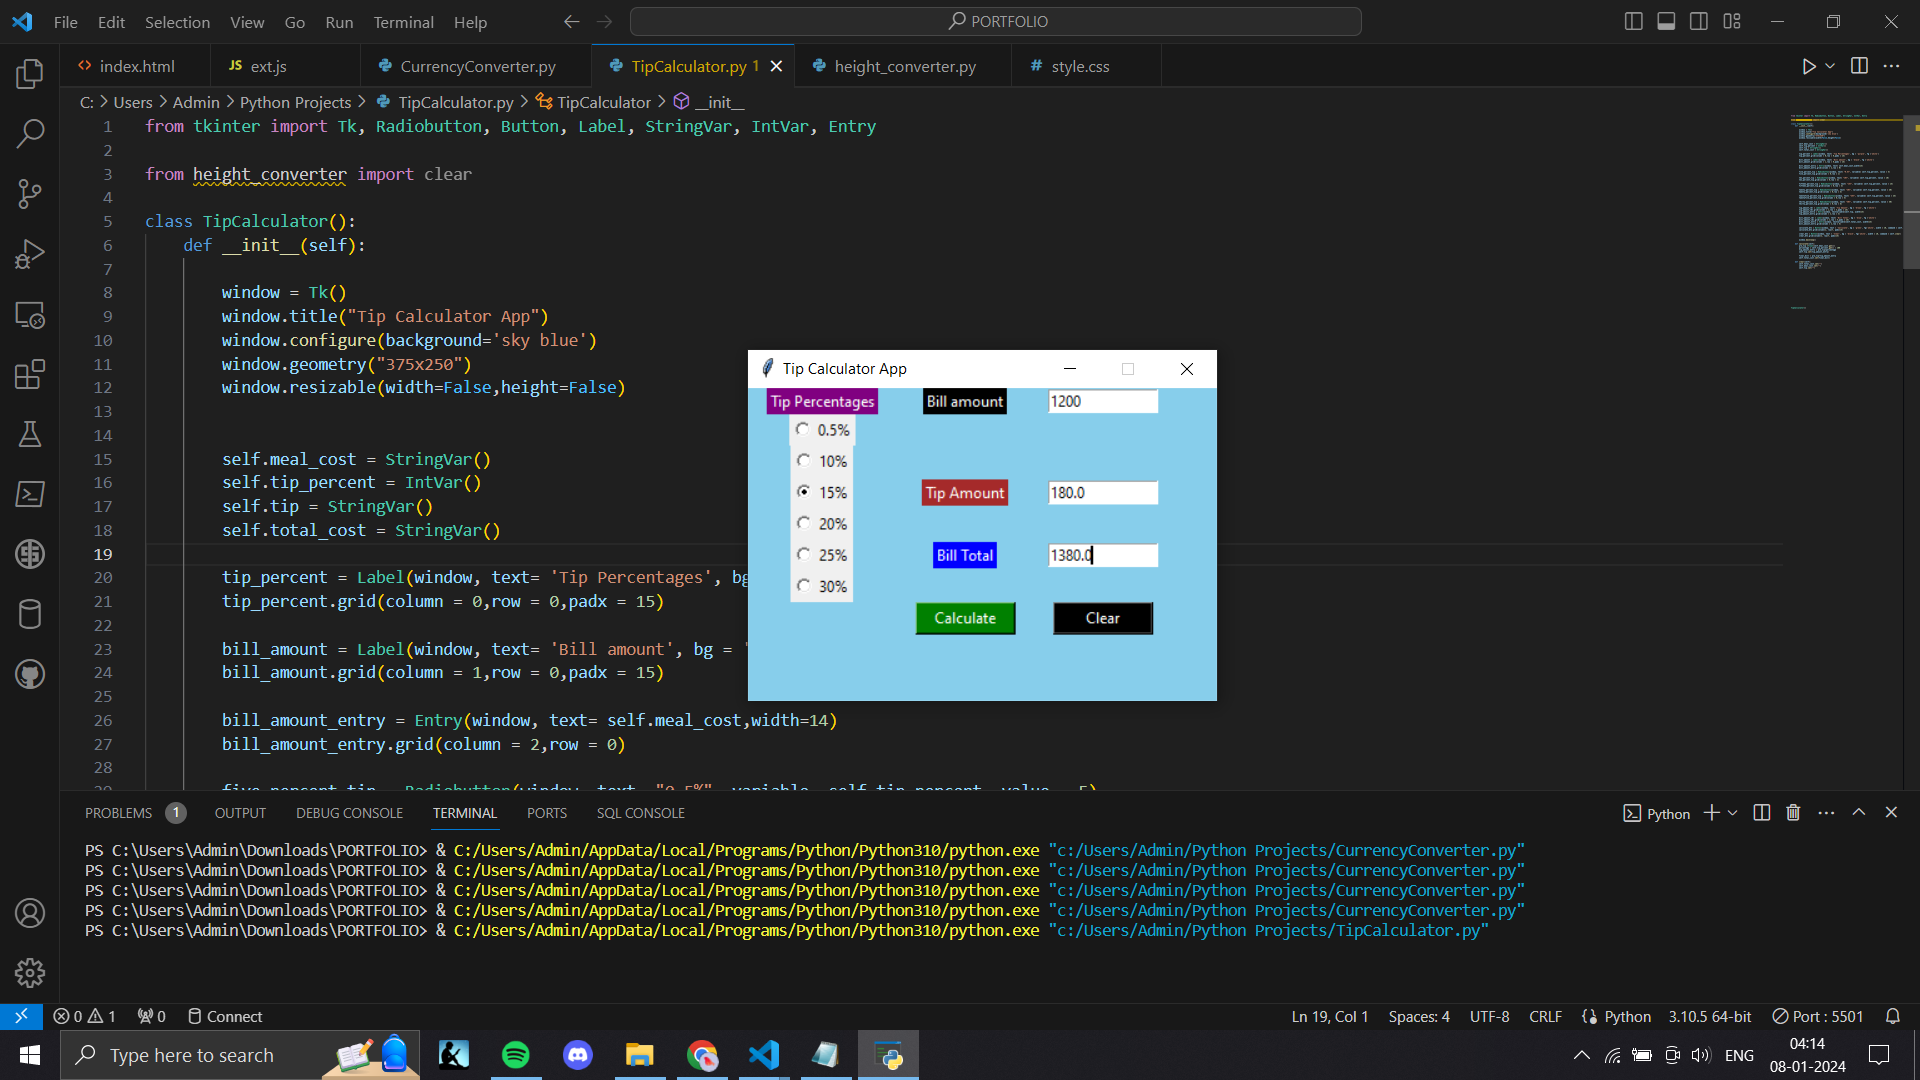 File Edit Selection View Go Run Terminal Help PORTFOLIO
index.html JS ext.js CurrencyConverter.py TipCalculator.py 1 height_converter.py # style.css
C: > Users > Admin > Python Projects > TipCalculator.py > TipCalculator > __init__
1 from tkinter import Tk, Radiobutton, Button, Label, StringVar, IntVar, Entry
2
3 from height_converter import clear
4
5 class TipCalculator():
6 def __init__(self):
7
8 window = Tk()
9 window.title("Tip Calculator App")
10 window.configure(background='sky blue')
11 window.geometry("375x250")
12 window.resizable(width=False,height=False)
13
14
15 self.meal_cost = StringVar()
16 self.tip_percent = IntVar()
17 self.tip = StringVar()
18 self.total_cost = StringVar()
19
20 tip_percent = Label(window, text= 'Tip Percentages', bg
21 tip_percent.grid(column = 0,row = 0,padx = 15)
22
23 bill_amount = Label(window, text= 'Bill amount', bg = '
24 bill_amount.grid(column = 1,row = 0,padx = 15)
25
26 bill_amount_entry = Entry(window, text= self.meal_cost,width=14)
27 bill_amount_entry.grid(column = 2,row = 0)
28
Tip Calculator App
Tip Percentages Bill amount 1200
0.5%
10%
15% Tip Amount 180.0
20%
25% Bill Total 1380.0
30%
Calculate Clear
PROBLEMS 1 OUTPUT DEBUG CONSOLE TERMINAL PORTS SQL CONSOLE Python
PS C:\Users\Admin\Downloads\PORTFOLIO> & C:/Users/Admin/AppData/Local/Programs/Python/Python310/python.exe "c:/Users/Admin/Python Projects/CurrencyConverter.py"
PS C:\Users\Admin\Downloads\PORTFOLIO> & C:/Users/Admin/AppData/Local/Programs/Python/Python310/python.exe "c:/Users/Admin/Python Projects/CurrencyConverter.py"
PS C:\Users\Admin\Downloads\PORTFOLIO> & C:/Users/Admin/AppData/Local/Programs/Python/Python310/python.exe "c:/Users/Admin/Python Projects/CurrencyConverter.py"
PS C:\Users\Admin\Downloads\PORTFOLIO> & C:/Users/Admin/AppData/Local/Programs/Python/Python310/python.exe "c:/Users/Admin/Python Projects/CurrencyConverter.py"
PS C:\Users\Admin\Downloads\PORTFOLIO> & C:/Users/Admin/AppData/Local/Programs/Python/Python310/python.exe "c:/Users/Admin/Python Projects/TipCalculator.py"
0 1 0 Connect Ln 19, Col 1 Spaces: 4 UTF-8 CRLF Python 3.10.5 64-bit Port : 5501
Type here to search ENG 04:14
08-01-2024